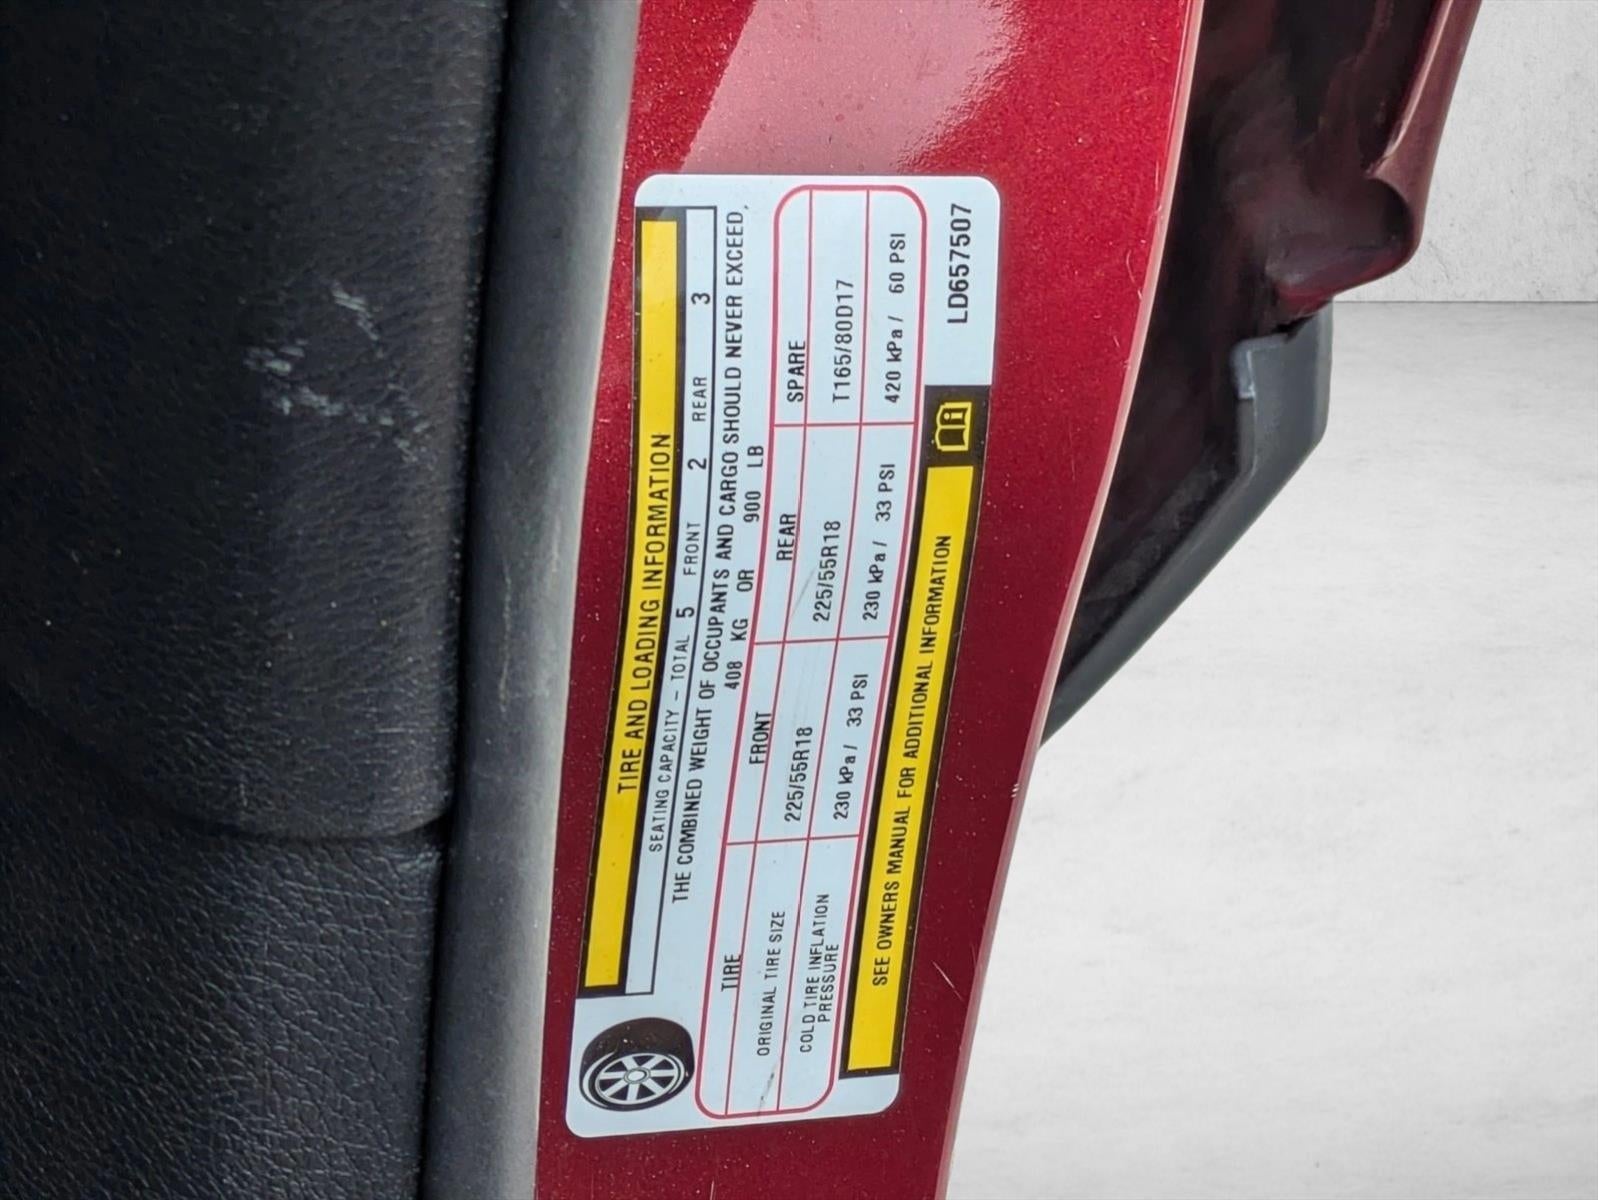 TIRE AND LOADING INFORMATION
SEATING CAPACITY - TOTAL 5 FRONT 2 REAR 3
THE COMBINED WEIGHT OF OCCUPANTS AND CARGO SHOULD NEVER EXCEED,
408 KG OR 900 LB
TIRE FRONT REAR SPARE
ORIGINAL TIRE SIZE 225/55R18 225/55R18 T165/80D17
COLD TIRE INFLATION
PRESSURE 230 kPa / 33 PSI 230 kPa / 33 PSI 420 kPa / 60 PSI
SEE OWNERS MANUAL FOR ADDITIONAL INFORMATION
LD657507